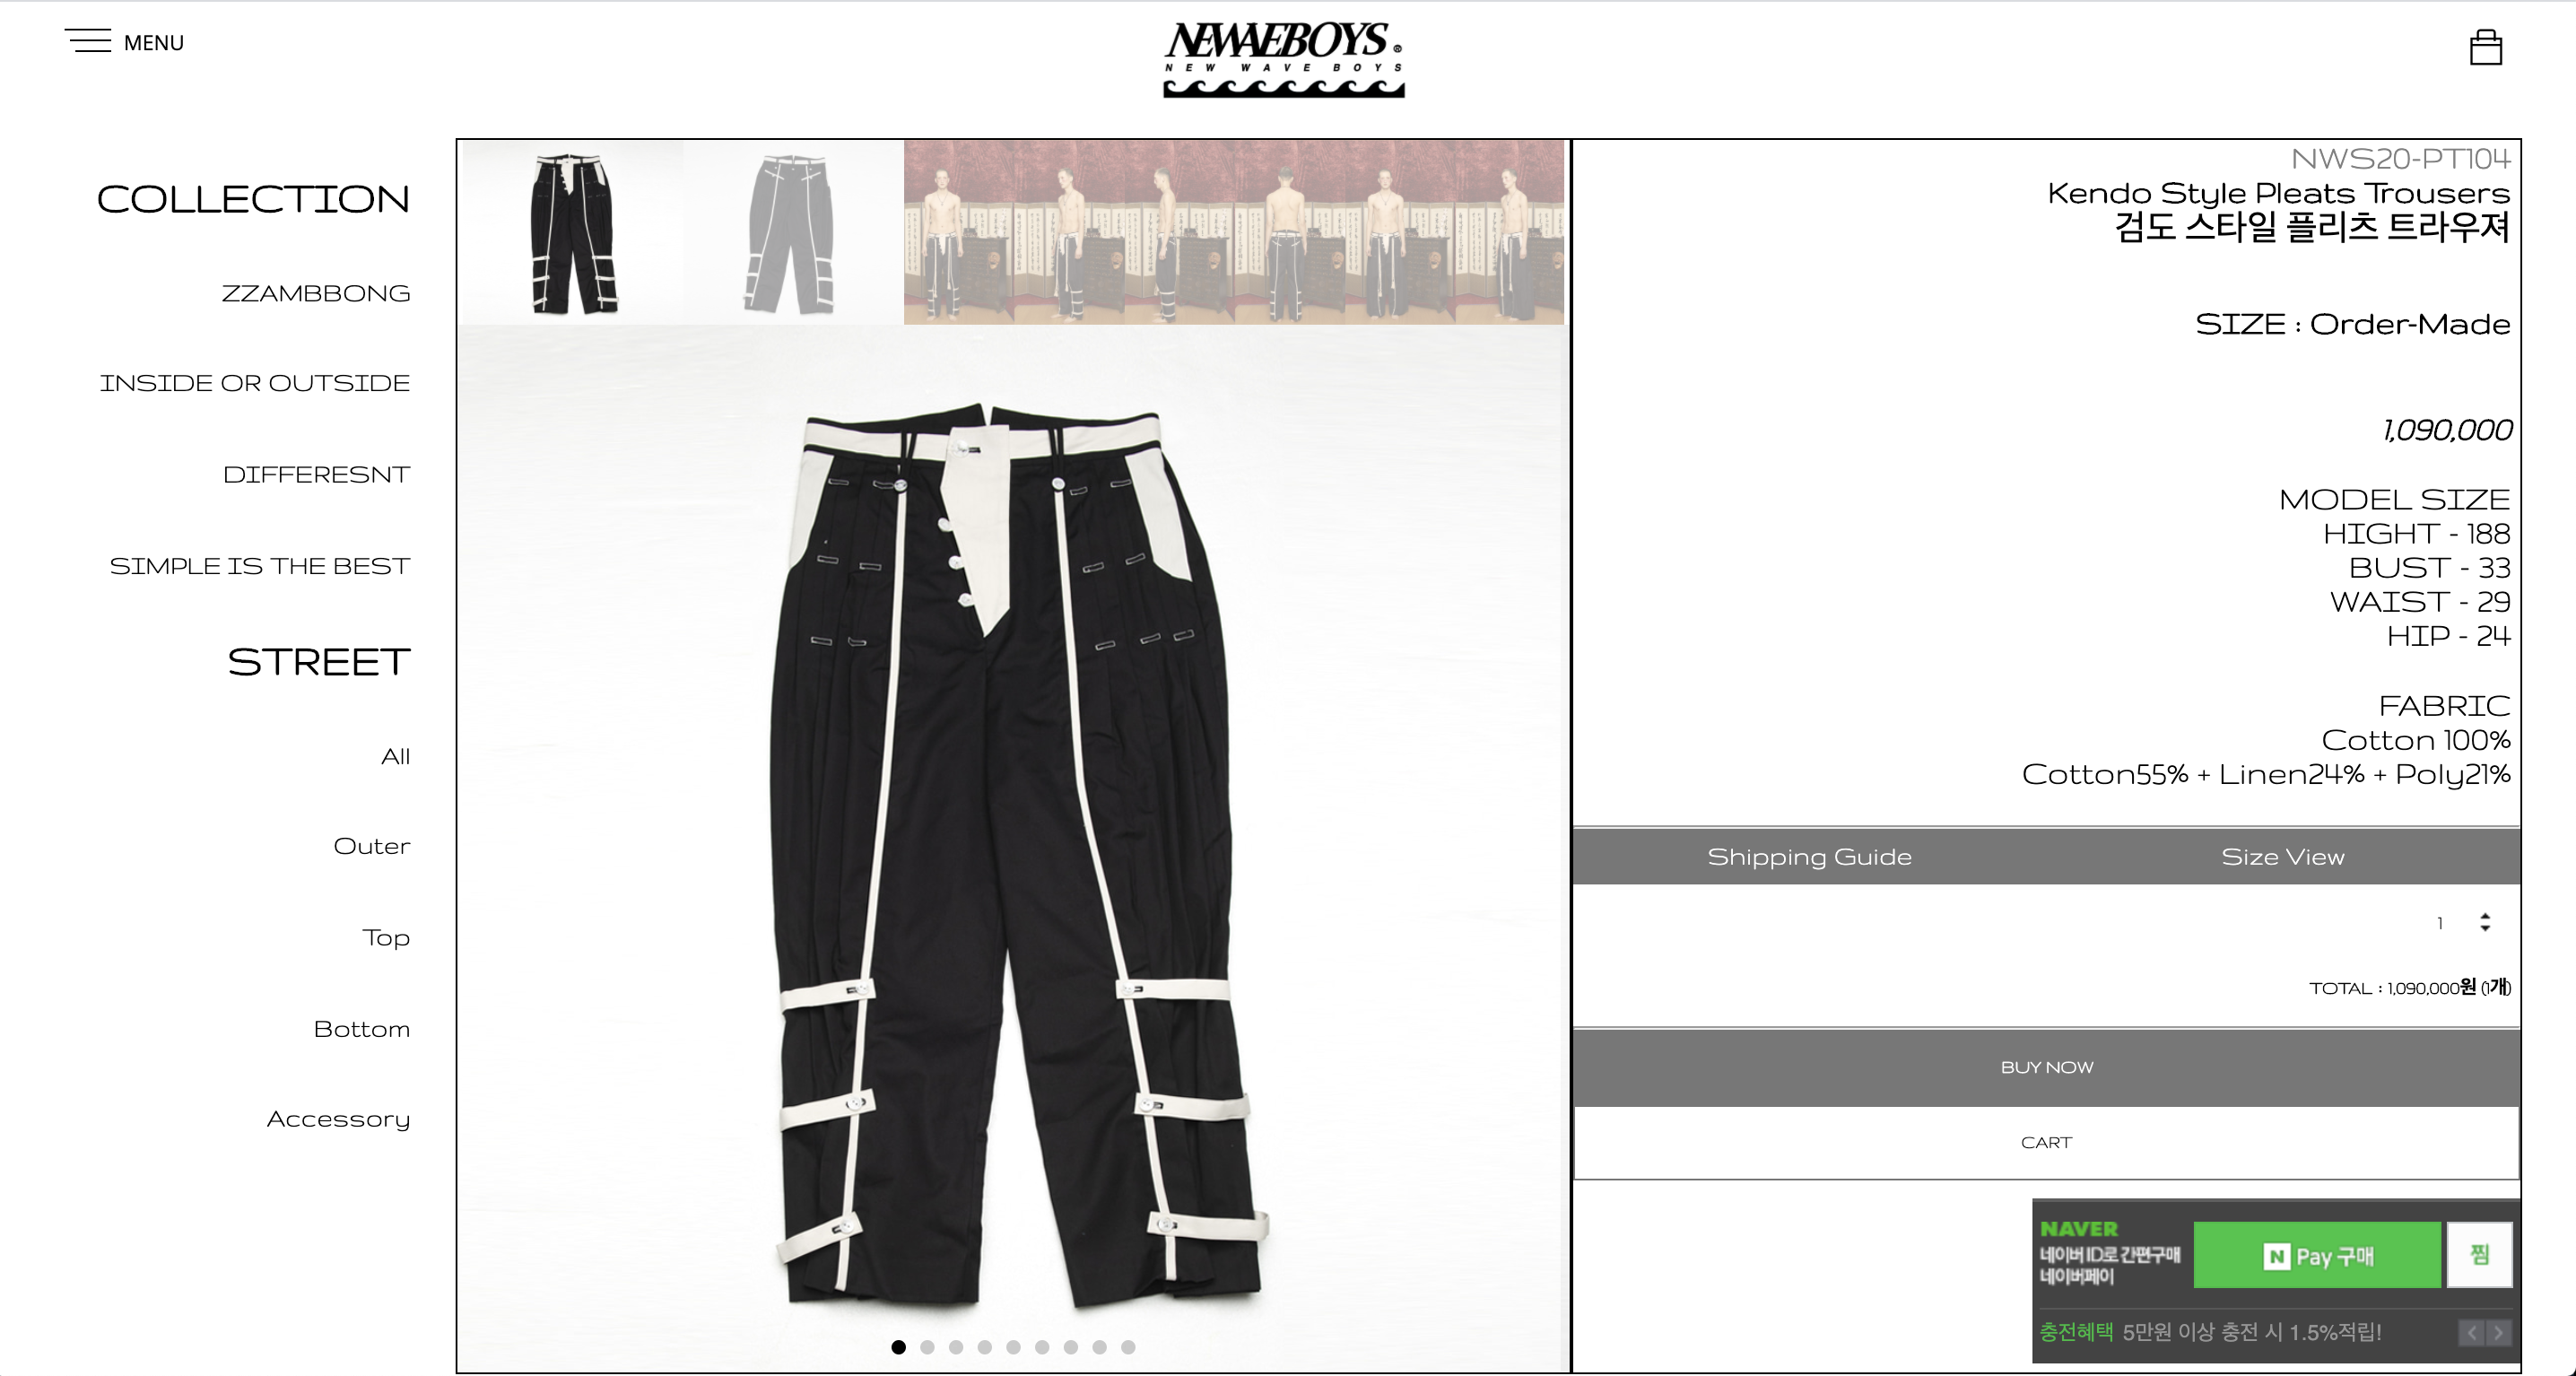 MENU
NEWAEBOYS ®
NEW WAVE BOYS
COLLECTION
ZZAMBBONG
INSIDE OR OUTSIDE
DIFFERESNT
SIMPLE IS THE BEST
STREET
All
Outer
Top
Bottom
Accessory
NWS20-PT104
Kendo Style Pleats Trousers
검도 스타일 플리츠 트라우져
SIZE : Order-Made
1,090,000
MODEL SIZE
HIGHT - 188
BUST - 33
WAIST - 29
HIP - 24
FABRIC
Cotton 100%
Cotton55% + Linen24% + Poly21%
Shipping Guide
Size View
1
TOTAL : 1,090,000원 (1개)
BUY NOW
CART
NAVER
네이버 ID로 간편구매
네이버페이
N Pay 구매
찜
충전혜택 5만원 이상 충전 시 1.5%적립!